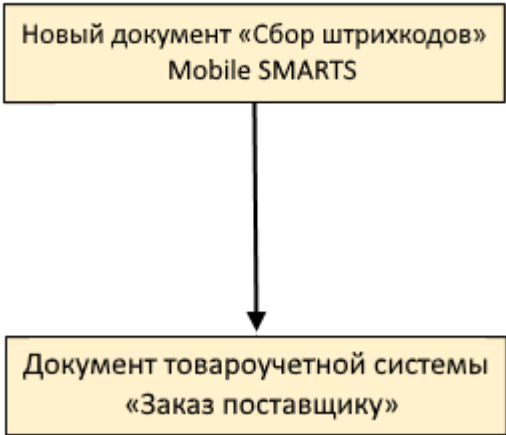 Новый документ «Сбор штрихкодов»
Mobile SMARTS
Документ товароучетной системы
«Заказ поставщику»